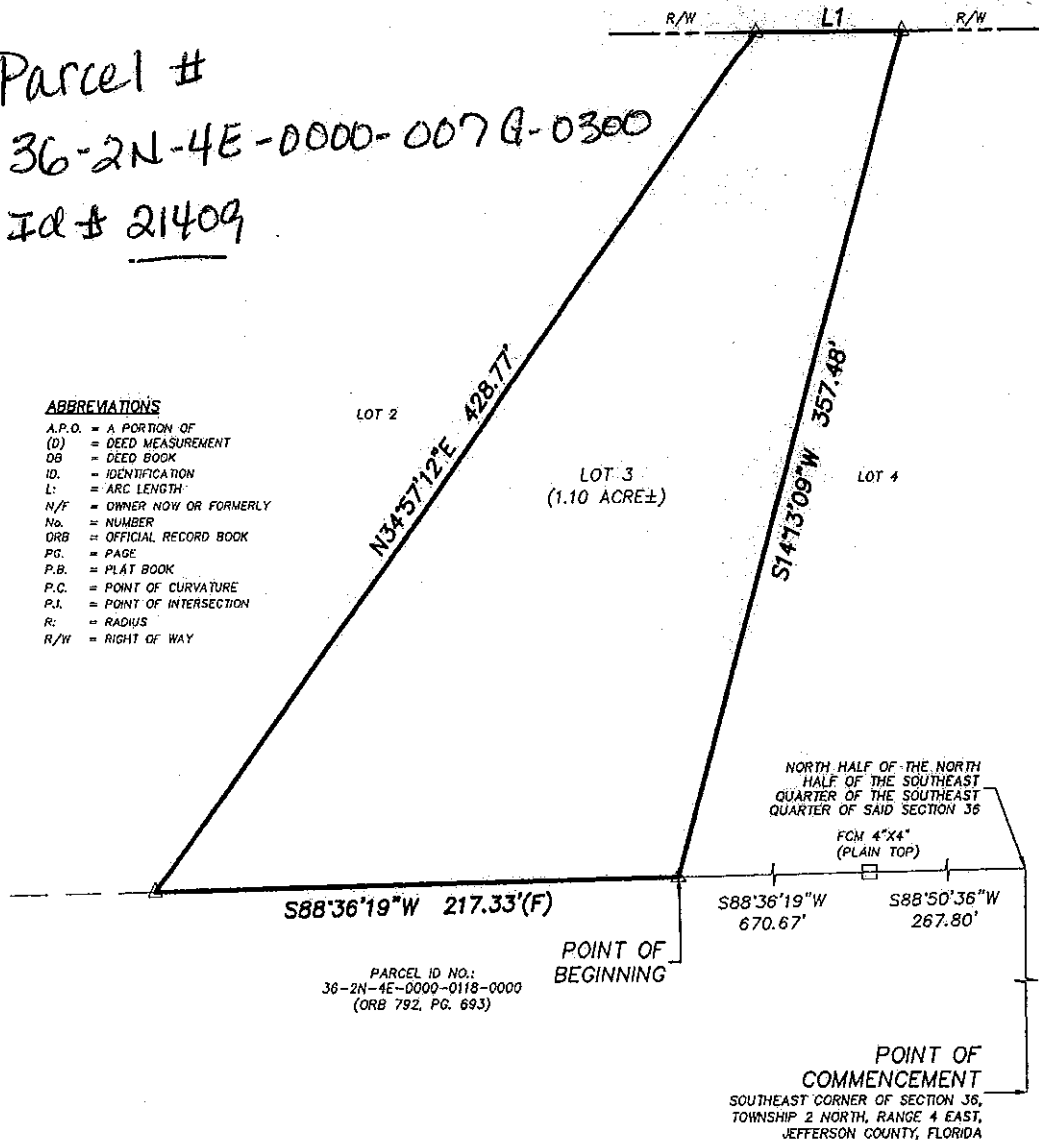 R/W L1 R/W
Parcel #
36-2N-4E-0000-007G-0300
Id # 21409
ABBREVIATIONS
A.P.O. = A PORTION OF
(D) = DEED MEASUREMENT
DB = DEED BOOK
ID. = IDENTIFICATION
L: = ARC LENGTH
N/F = OWNER NOW OR FORMERLY
No. = NUMBER
ORB = OFFICIAL RECORD BOOK
PG. = PAGE
P.B. = PLAT BOOK
P.C. = POINT OF CURVATURE
P.I. = POINT OF INTERSECTION
R: = RADIUS
R/W = RIGHT OF WAY
LOT 2
N34°57'12"E 428.77'
LOT 3
(1.10 ACRE±)
S14°13'09"W 357.48'
LOT 4
NORTH HALF OF THE NORTH
HALF OF THE SOUTHEAST
QUARTER OF THE SOUTHEAST
QUARTER OF SAID SECTION 36
FCM 4"X4"
(PLAIN TOP)
S88°36'19"W 217.33'(F)
S88°36'19"W
670.67'
S88°50'36"W
267.80'
POINT OF
BEGINNING
PARCEL ID NO.:
36-2N-4E-0000-0118-0000
(ORB 792, PG. 693)
POINT OF
COMMENCEMENT
SOUTHEAST CORNER OF SECTION 36,
TOWNSHIP 2 NORTH, RANGE 4 EAST,
JEFFERSON COUNTY, FLORIDA